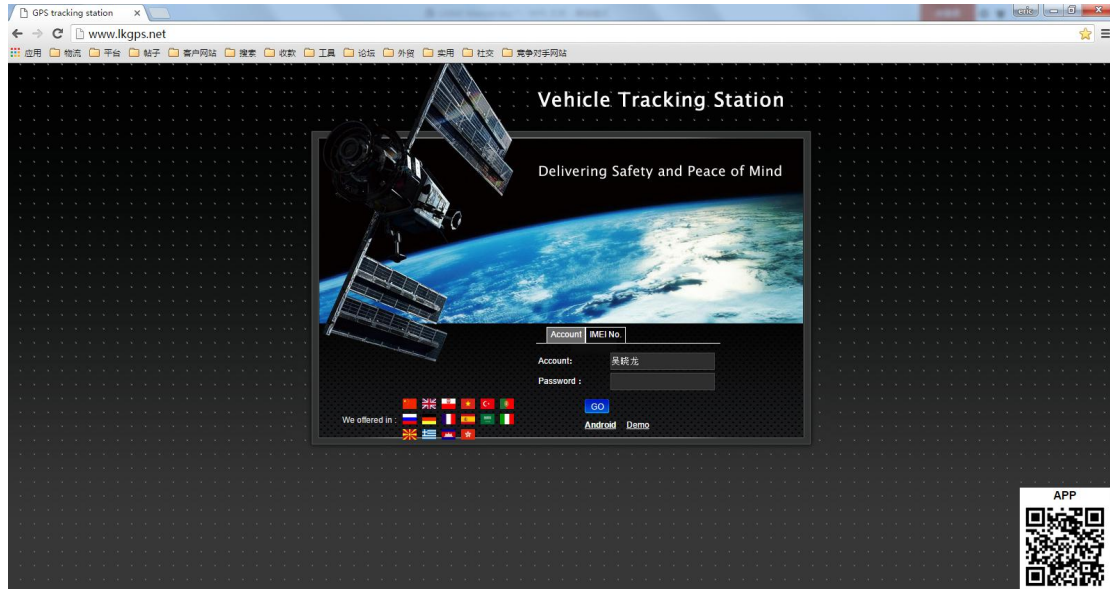 GPS tracking station
eric
www.lkgps.net
应用 物流 平台 帖子 客户网站 搜索 收款 工具 论坛 外贸 实用 社交 竞争对手网站
Vehicle Tracking Station
Delivering Safety and Peace of Mind
Account IMEI No.
Account: 吴晓龙
Password :
GO
We offered in :
Android Demo
APP